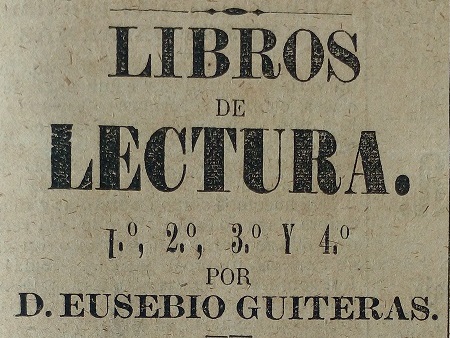 LIBROS
DE
LECTURA.
1.º, 2.º, 3.º Y 4.º
POR
D. EUSEBIO GUITERAS.